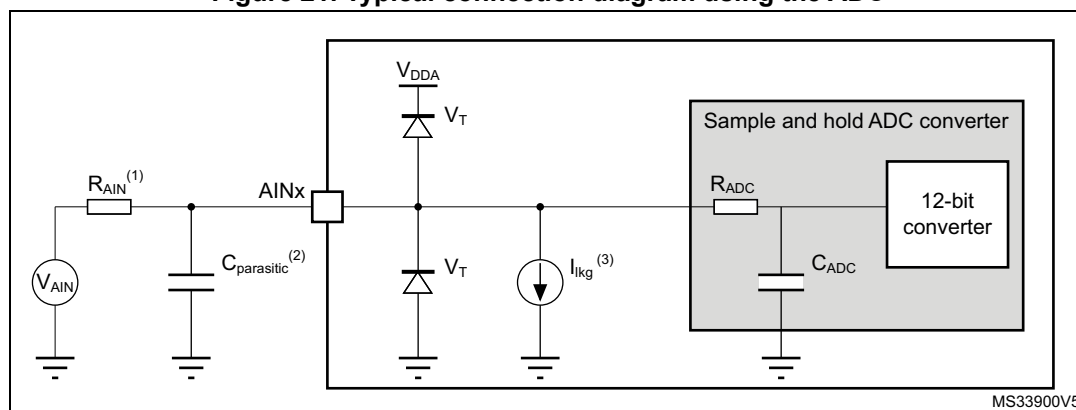 Figure 21. Typical connection diagram using the ADC
VDDA
VT
Sample and hold ADC converter
RAIN(1)
AINx
RADC
12-bit
converter
VAIN
Cparasitic(2)
VT
Ilkg(3)
CADC
MS33900V5